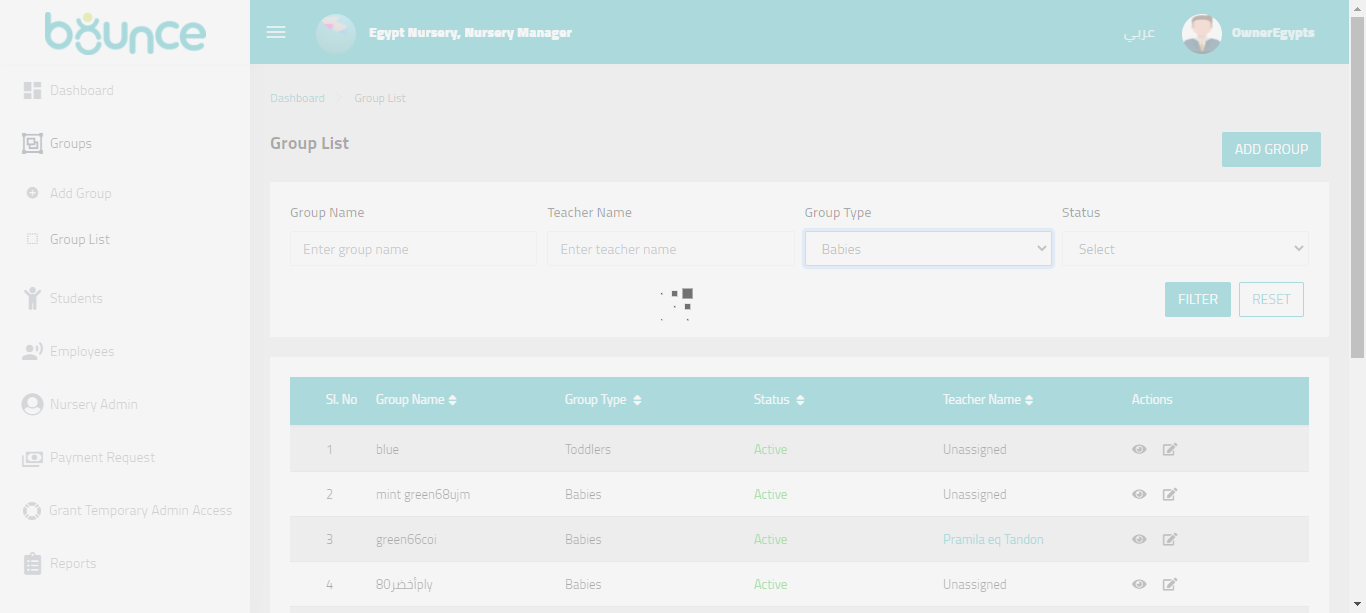 bounce
Egypt Nursery, Nursery Manager
عربي
OwnerEgypts
Dashboard
Groups
Add Group
Group List
Students
Employees
Nursery Admin
Payment Request
Grant Temporary Admin Access
Reports
Dashboard Group List
Group List
ADD GROUP
Group Name Teacher Name Group Type Status
Enter group name Enter teacher name Babies Select
FILTER RESET
Sl. No Group Name Group Type Status Teacher Name Actions
1 blue Toddlers Active Unassigned
2 mint green68ujm Babies Active Unassigned
3 green66coi Babies Active Pramila eq Tandon
4 80أخضرply Babies Active Unassigned